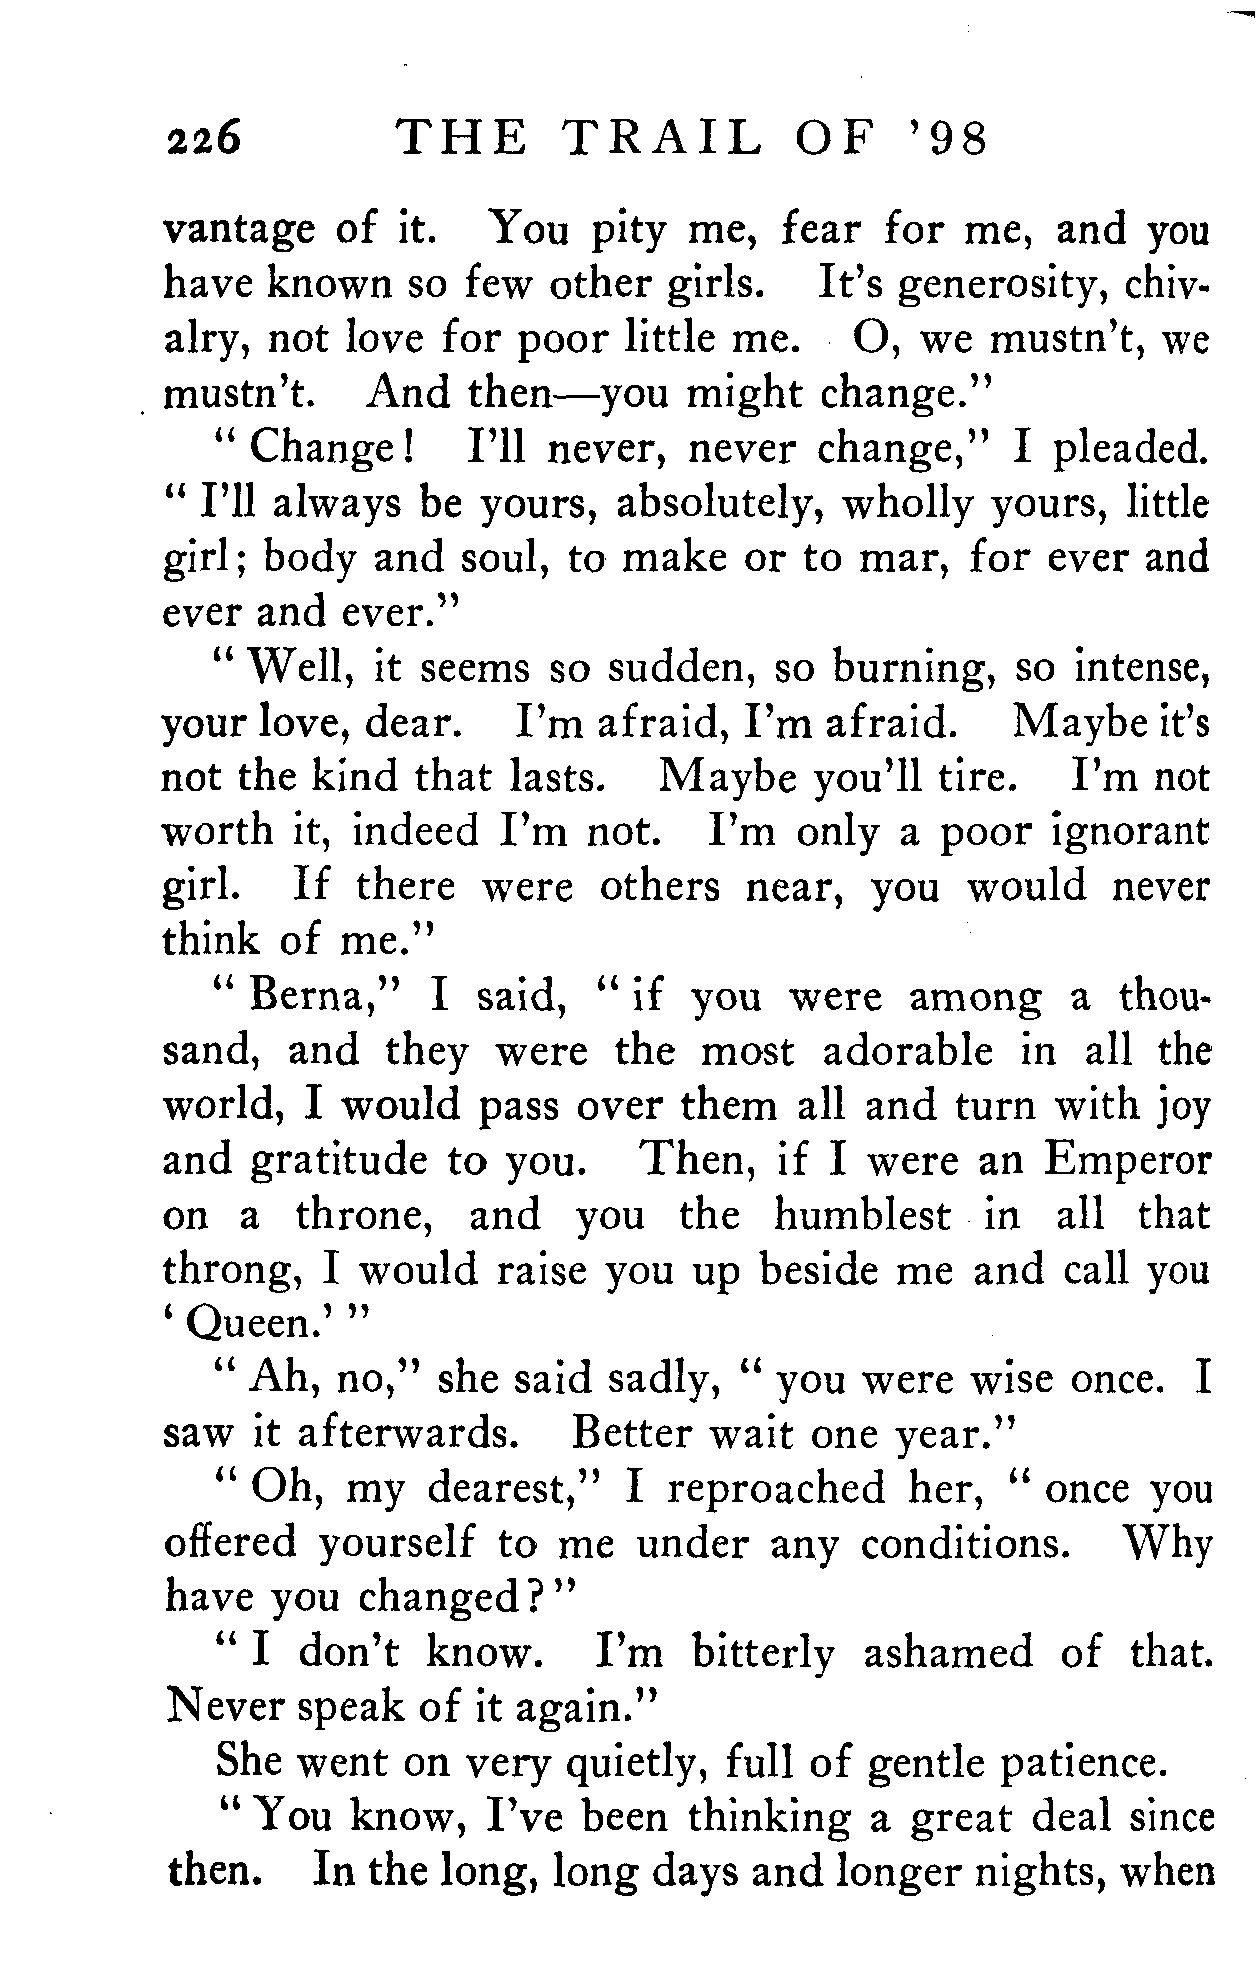 226 THE TRAIL OF '98
vantage of it. You pity me, fear for me, and you
have known so few other girls. It's generosity, chiv-
alry, not love for poor little me. O, we mustn't, we
mustn't. And then—you might change."
" Change! I'll never, never change," I pleaded.
" I'll always be yours, absolutely, wholly yours, little
girl; body and soul, to make or to mar, for ever and
ever and ever."
" Well, it seems so sudden, so burning, so intense,
your love, dear. I'm afraid, I'm afraid. Maybe it's
not the kind that lasts. Maybe you'll tire. I'm not
worth it, indeed I'm not. I'm only a poor ignorant
girl. If there were others near, you would never
think of me."
" Berna," I said, " if you were among a thou-
sand, and they were the most adorable in all the
world, I would pass over them all and turn with joy
and gratitude to you. Then, if I were an Emperor
on a throne, and you the humblest in all that
throng, I would raise you up beside me and call you
' Queen.' "
" Ah, no," she said sadly, " you were wise once. I
saw it afterwards. Better wait one year."
" Oh, my dearest," I reproached her, " once you
offered yourself to me under any conditions. Why
have you changed? "
" I don't know. I'm bitterly ashamed of that.
Never speak of it again."
She went on very quietly, full of gentle patience.
" You know, I've been thinking a great deal since
then. In the long, long days and longer nights, when